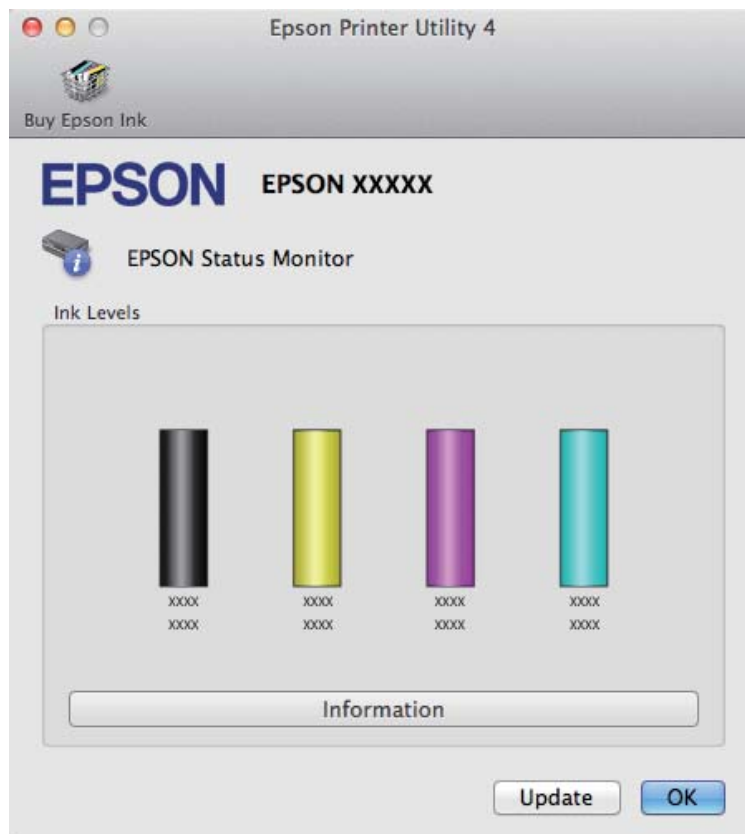 Epson Printer Utility 4
Buy Epson Ink
EPSON EPSON XXXXX
EPSON Status Monitor
Ink Levels
XXXX XXXX XXXX XXXX
XXXX XXXX XXXX XXXX
Information
Update OK